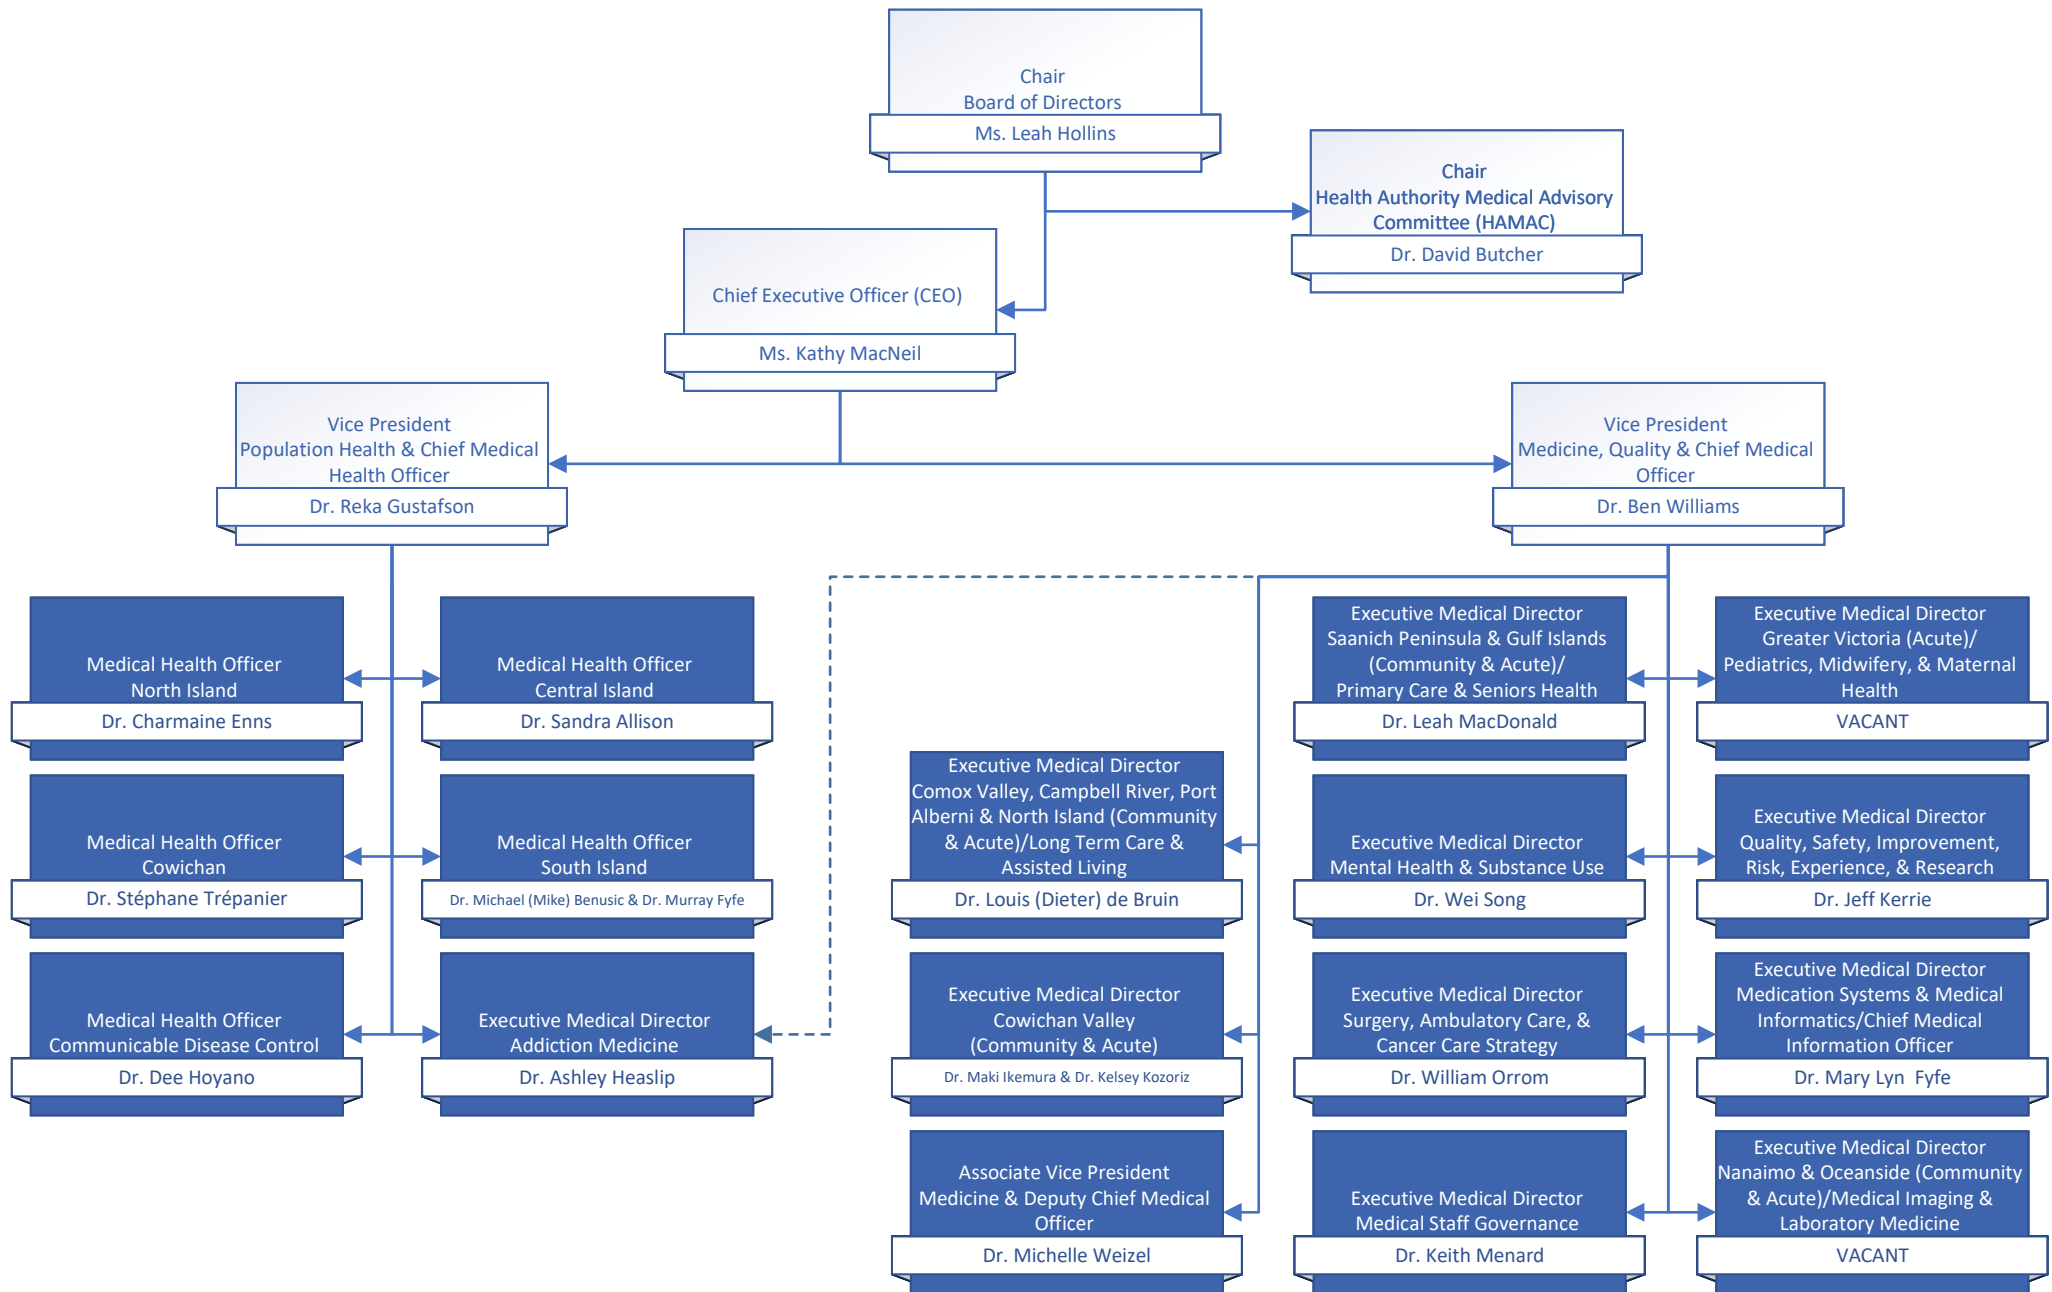 Chair
Board of Directors
Ms. Leah Hollins
Chair
Health Authority Medical Advisory
Committee (HAMAC)
Dr. David Butcher
Chief Executive Officer (CEO)
Ms. Kathy MacNeil
Vice President
Population Health & Chief Medical
Health Officer
Dr. Reka Gustafson
Vice President
Medicine, Quality & Chief Medical
Officer
Dr. Ben Williams
Medical Health Officer
North Island
Dr. Charmaine Enns
Medical Health Officer
Central Island
Dr. Sandra Allison
Executive Medical Director
Saanich Peninsula & Gulf Islands
(Community & Acute)/
Primary Care & Seniors Health
Dr. Leah MacDonald
Executive Medical Director
Greater Victoria (Acute)/
Pediatrics, Midwifery, & Maternal
Health
VACANT
Medical Health Officer
Cowichan
Dr. Stéphane Trépanier
Medical Health Officer
South Island
Dr. Michael (Mike) Benusic & Dr. Murray Fyfe
Executive Medical Director
Comox Valley, Campbell River, Port
Alberni & North Island (Community
& Acute)/Long Term Care &
Assisted Living
Dr. Louis (Dieter) de Bruin
Executive Medical Director
Mental Health & Substance Use
Dr. Wei Song
Executive Medical Director
Quality, Safety, Improvement,
Risk, Experience, & Research
Dr. Jeff Kerrie
Medical Health Officer
Communicable Disease Control
Dr. Dee Hoyano
Executive Medical Director
Addiction Medicine
Dr. Ashley Heaslip
Executive Medical Director
Cowichan Valley
(Community & Acute)
Dr. Maki Ikemura & Dr. Kelsey Kozoriz
Executive Medical Director
Surgery, Ambulatory Care, &
Cancer Care Strategy
Dr. William Orrom
Executive Medical Director
Medication Systems & Medical
Informatics/Chief Medical
Information Officer
Dr. Mary Lyn  Fyfe
Associate Vice President
Medicine & Deputy Chief Medical
Officer
Dr. Michelle Weizel
Executive Medical Director
Medical Staff Governance
Dr. Keith Menard
Executive Medical Director
Nanaimo & Oceanside (Community
& Acute)/Medical Imaging &
Laboratory Medicine
VACANT